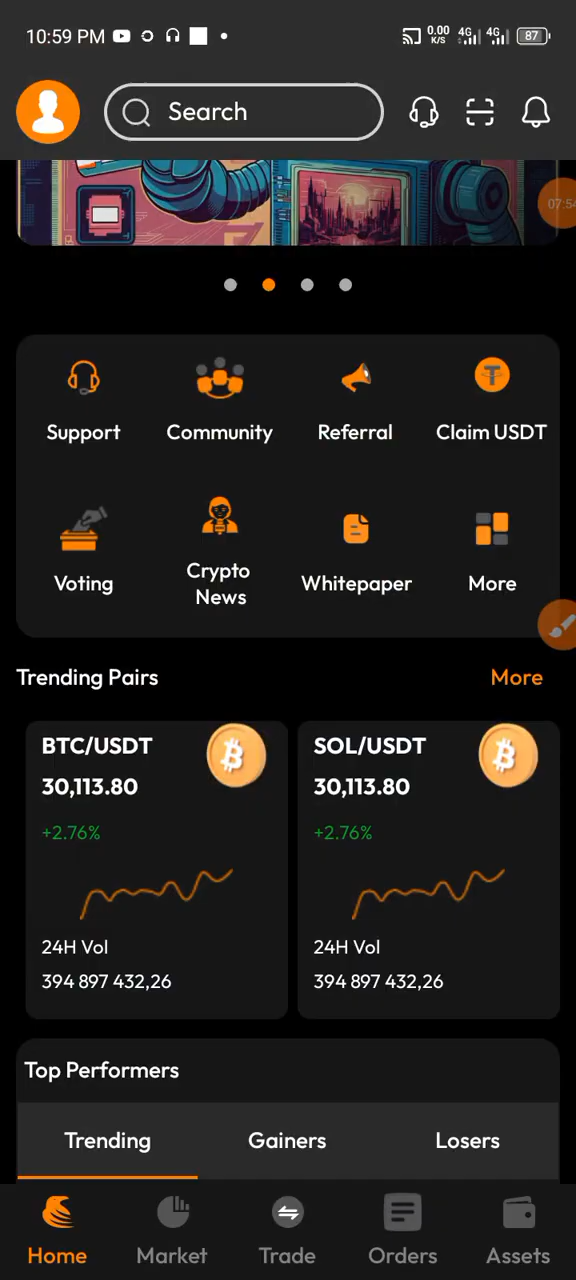 10:59 PM
0.00
K/S
4G
4G
87
Search
07:54
Support
Community
Referral
Claim USDT
Voting
Crypto
News
Whitepaper
More
Trending Pairs
More
BTC/USDT
30,113.80
+2.76%
24H Vol
394 897 432,26
SOL/USDT
30,113.80
+2.76%
24H Vol
394 897 432,26
Top Performers
Trending
Gainers
Losers
Home
Market
Trade
Orders
Assets